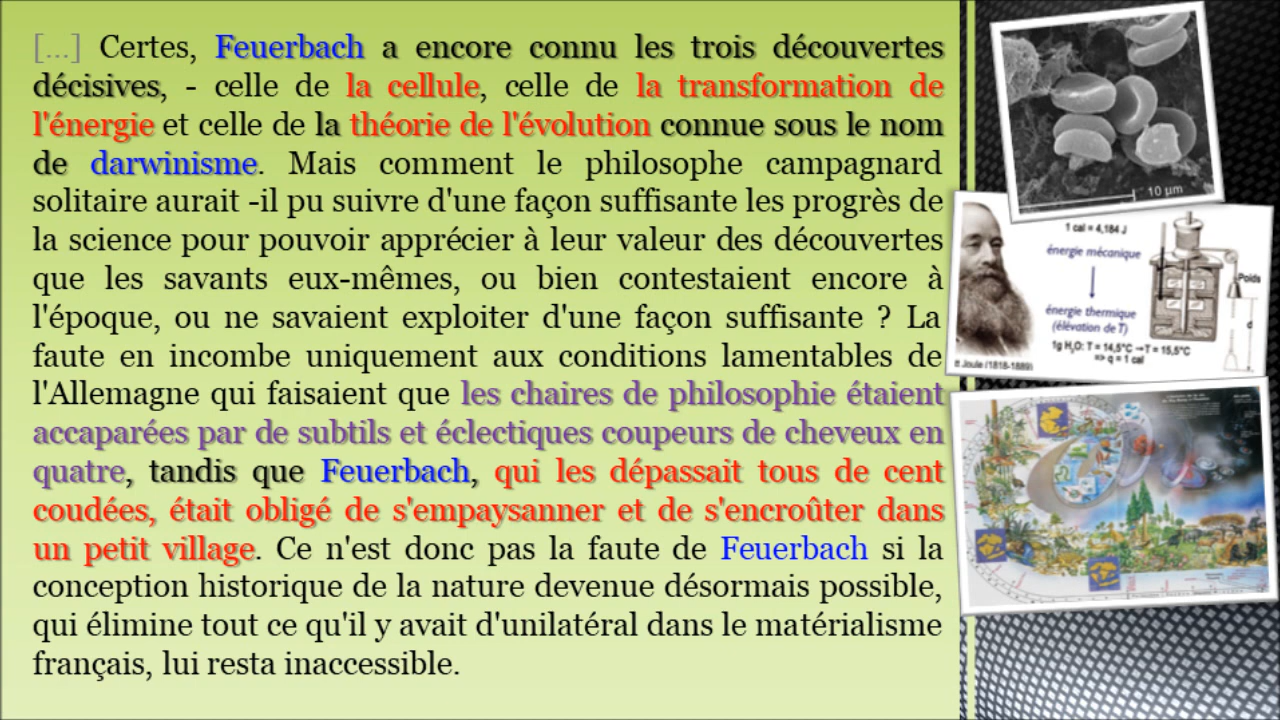 [...] Certes, Feuerbach a encore connu les trois découvertes
décisives, - celle de la cellule, celle de la transformation de
l'énergie et celle de la théorie de l'évolution connue sous le nom
de darwinisme. Mais comment le philosophe campagnard
solitaire aurait -il pu suivre d'une façon suffisante les progrès de
la science pour pouvoir apprécier à leur valeur des découvertes
que les savants eux-mêmes, ou bien contestaient encore à
l'époque, ou ne savaient exploiter d'une façon suffisante ? La
faute en incombe uniquement aux conditions lamentables de
l'Allemagne qui faisaient que les chaires de philosophie étaient
accaparées par de subtils et éclectiques coupeurs de cheveux en
quatre, tandis que Feuerbach, qui les dépassait tous de cent
coudées, était obligé de s'empaysanner et de s'encroûter dans
un petit village. Ce n'est donc pas la faute de Feuerbach si la
conception historique de la nature devenue désormais possible,
qui élimine tout ce qu'il y avait d'unilatéral dans le matérialisme
français, lui resta inaccessible.
10 µm
1 cal = 4,184 J
énergie mécanique
Poids
d
énergie thermique
(élévation de T)
1g H₂O: T = 14,5°C → T = 15,5°C
=> q = 1 cal
Joule (1818-1889)